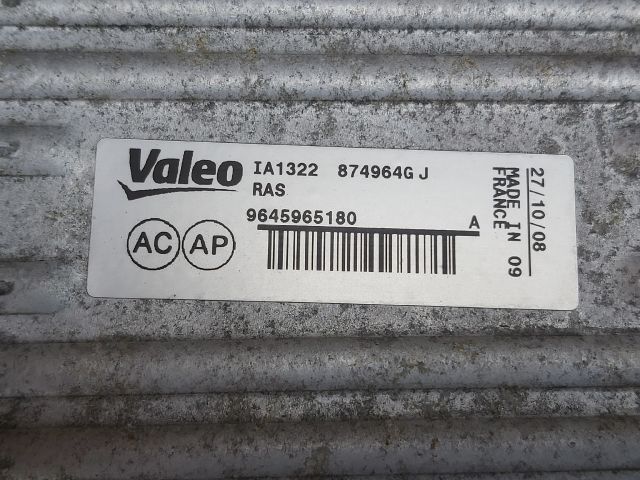 Valeo
IA1322 874964G J
RAS
9645965180 A
AC AP
27/10/08
MADE IN 09
FRANCE